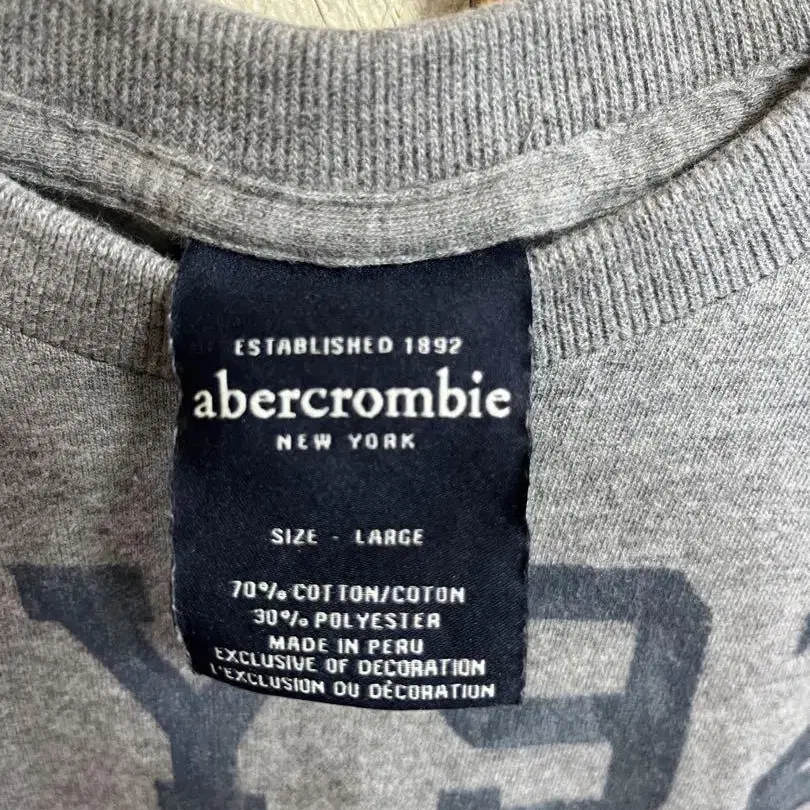 ESTABLISHED 1892
abercrombie
NEW YORK
SIZE - LARGE
70% COTTON/COTON
30% POLYESTER
MADE IN PERU
EXCLUSIVE OF DECORATION
L'EXCLUSION OU DÉCORATION